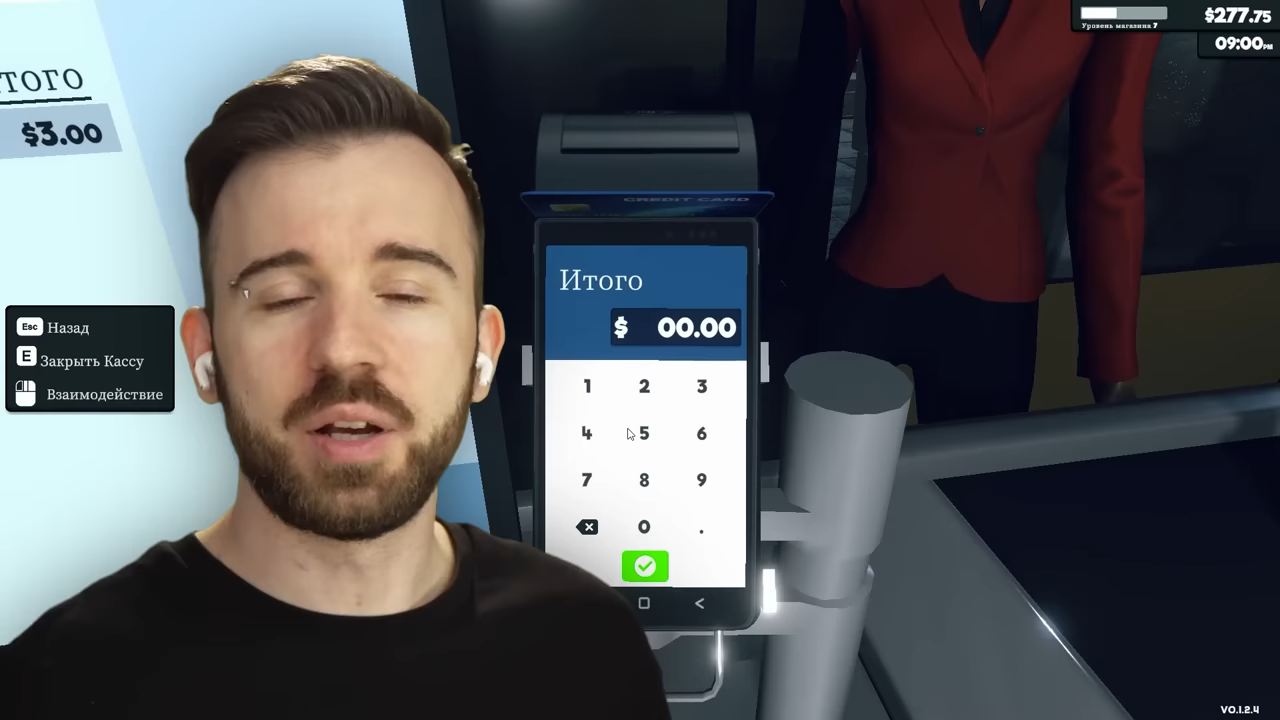 $277.75
Уровень магазина 7
09:00PM
того
$3.00
CREDIT CARD
Итого
$ 00.00
Esc Назад
E Закрыть Кассу
Взаимодействие
1 2 3
4 5 6
7 8 9
0 .
V0.1.2.4